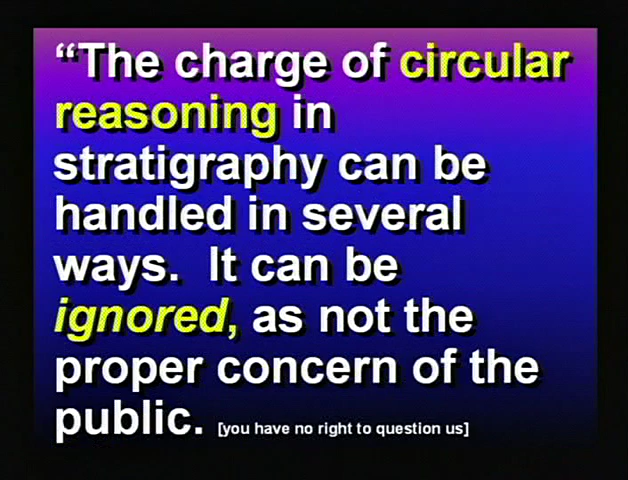 “The charge of circular
reasoning in
stratigraphy can be
handled in several
ways. It can be
ignored, as not the
proper concern of the
public. [you have no right to question us]